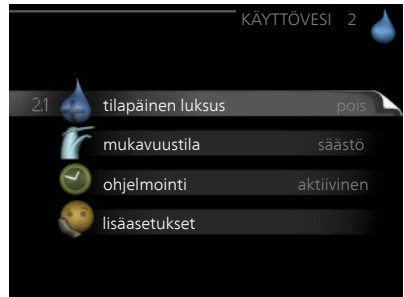 KÄYTTÖVESI 2
2.1 tilapäinen luksus pois
mukavuustila säästö
ohjelmointi aktiivinen
lisäasetukset